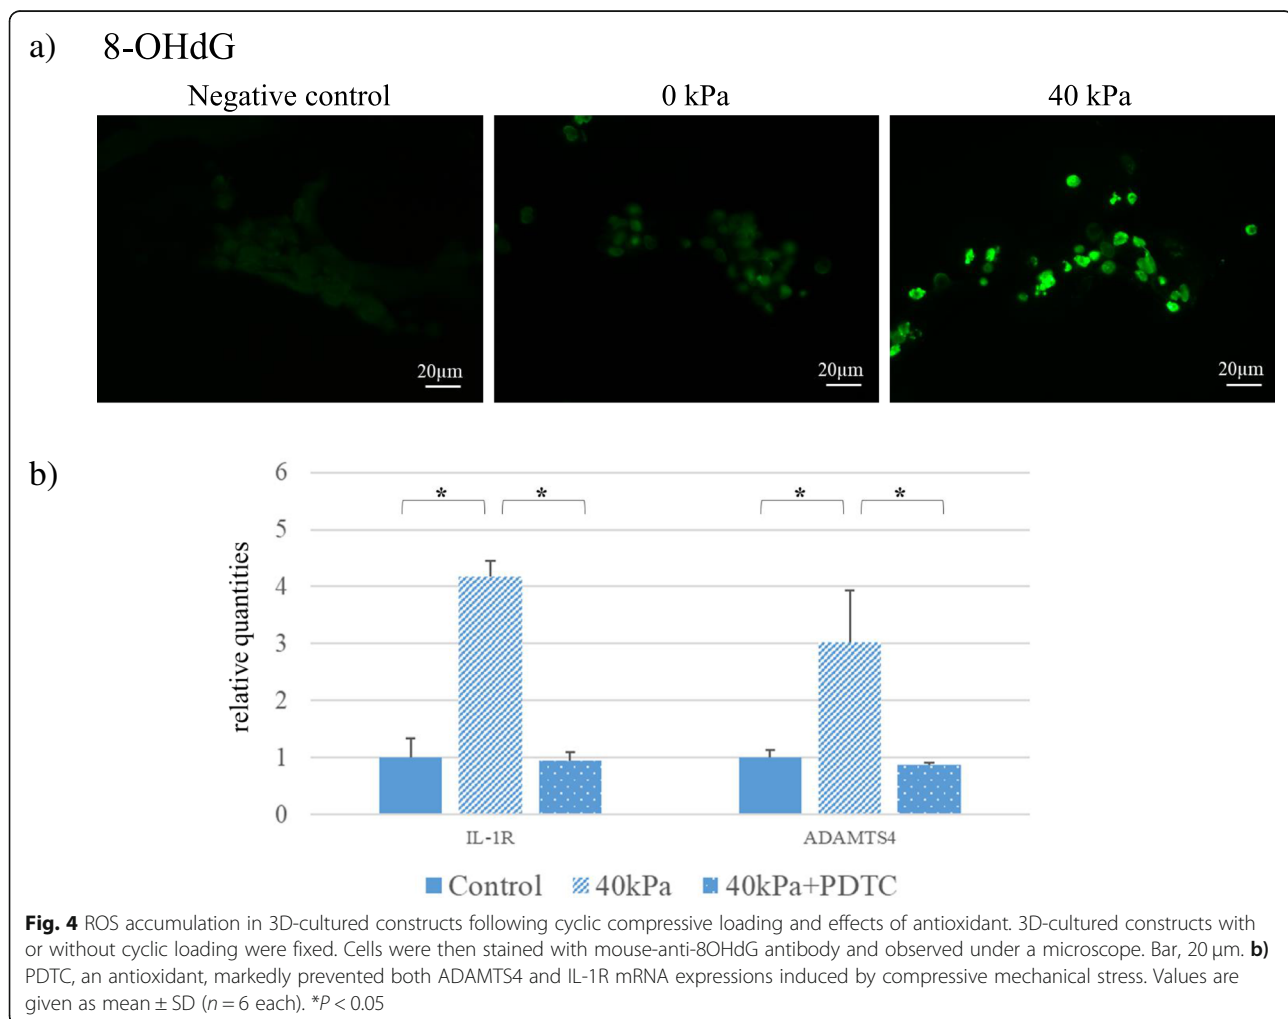 a) 8-OHdG
Negative control 0 kPa 40 kPa
20μm 20μm 20μm
b)
6
5
4
3
2
1
0
relative quantities
* * * *
IL-1R ADAMTS4
Control 40kPa 40kPa+PDTC
Fig. 4 ROS accumulation in 3D-cultured constructs following cyclic compressive loading and effects of antioxidant. 3D-cultured constructs with
or without cyclic loading were fixed. Cells were then stained with mouse-anti-8OHdG antibody and observed under a microscope. Bar, 20 μm. b)
PDTC, an antioxidant, markedly prevented both ADAMTS4 and IL-1R mRNA expressions induced by compressive mechanical stress. Values are
given as mean ± SD (n = 6 each). *P < 0.05